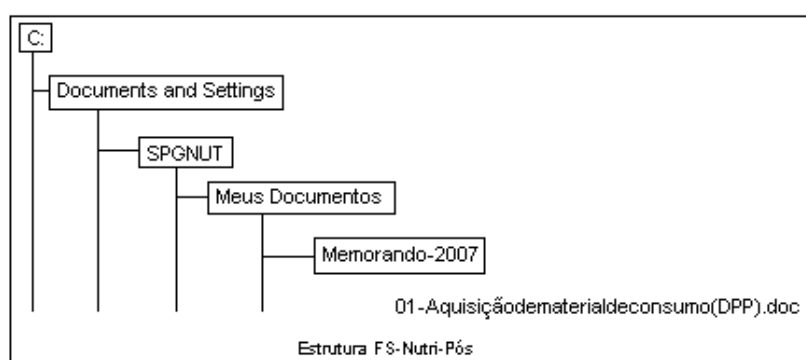 C:
Documents and Settings
SPGNUT
Meus Documentos
Memorando-2007
01-Aquisiçãodematerialdeconsumo(DPP).doc
Estrutura FS-Nutri-Pós